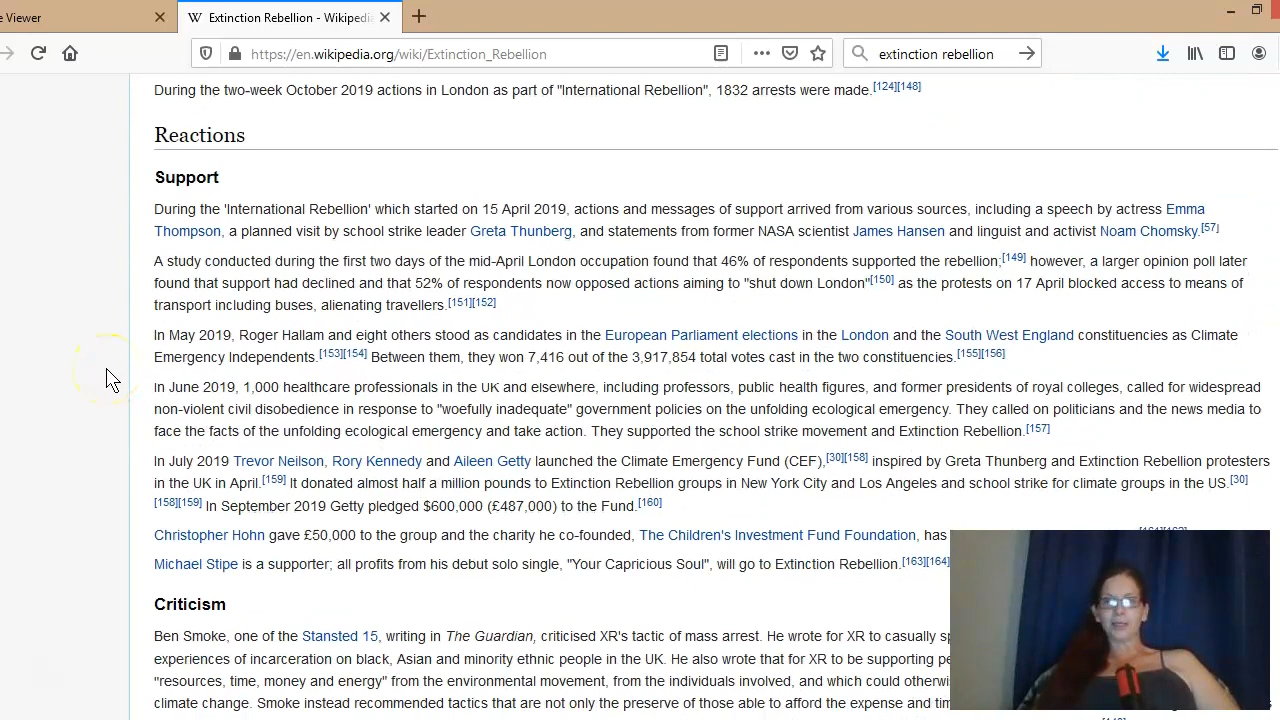 e Viewer
Extinction Rebellion - Wikipedi
https://en.wikipedia.org/wiki/Extinction_Rebellion
extinction rebellion
During the two-week October 2019 actions in London as part of "International Rebellion", 1832 arrests were made.[124][148]
Reactions
Support
During the 'International Rebellion' which started on 15 April 2019, actions and messages of support arrived from various sources, including a speech by actress Emma
Thompson, a planned visit by school strike leader Greta Thunberg, and statements from former NASA scientist James Hansen and linguist and activist Noam Chomsky.[57]
A study conducted during the first two days of the mid-April London occupation found that 46% of respondents supported the rebellion;[149] however, a larger opinion poll later
found that support had declined and that 52% of respondents now opposed actions aiming to "shut down London"[150] as the protests on 17 April blocked access to means of
transport including buses, alienating travellers.[151][152]
In May 2019, Roger Hallam and eight others stood as candidates in the European Parliament elections in the London and the South West England constituencies as Climate
Emergency Independents.[153][154] Between them, they won 7,416 out of the 3,917,854 total votes cast in the two constituencies.[155][156]
In June 2019, 1,000 healthcare professionals in the UK and elsewhere, including professors, public health figures, and former presidents of royal colleges, called for widespread
non-violent civil disobedience in response to "woefully inadequate" government policies on the unfolding ecological emergency. They called on politicians and the news media to
face the facts of the unfolding ecological emergency and take action. They supported the school strike movement and Extinction Rebellion.[157]
In July 2019 Trevor Neilson, Rory Kennedy and Aileen Getty launched the Climate Emergency Fund (CEF),[30][158] inspired by Greta Thunberg and Extinction Rebellion protesters
in the UK in April.[159] It donated almost half a million pounds to Extinction Rebellion groups in New York City and Los Angeles and school strike for climate groups in the US.[30]
[158][159] In September 2019 Getty pledged $600,000 (£487,000) to the Fund.[160]
Christopher Hohn gave £50,000 to the group and the charity he co-founded, The Children's Investment Fund Foundation, has
Michael Stipe is a supporter; all profits from his debut solo single, "Your Capricious Soul", will go to Extinction Rebellion.[163][164]
Criticism
Ben Smoke, one of the Stansted 15, writing in The Guardian, criticised XR's tactic of mass arrest. He wrote for XR to casually
experiences of incarceration on black, Asian and minority ethnic people in the UK. He also wrote that for XR to be supporting
"resources, time, money and energy" from the environmental movement, from the individuals involved, and which could
climate change. Smoke instead recommended tactics that are not only the preserve of those able to afford the expense and